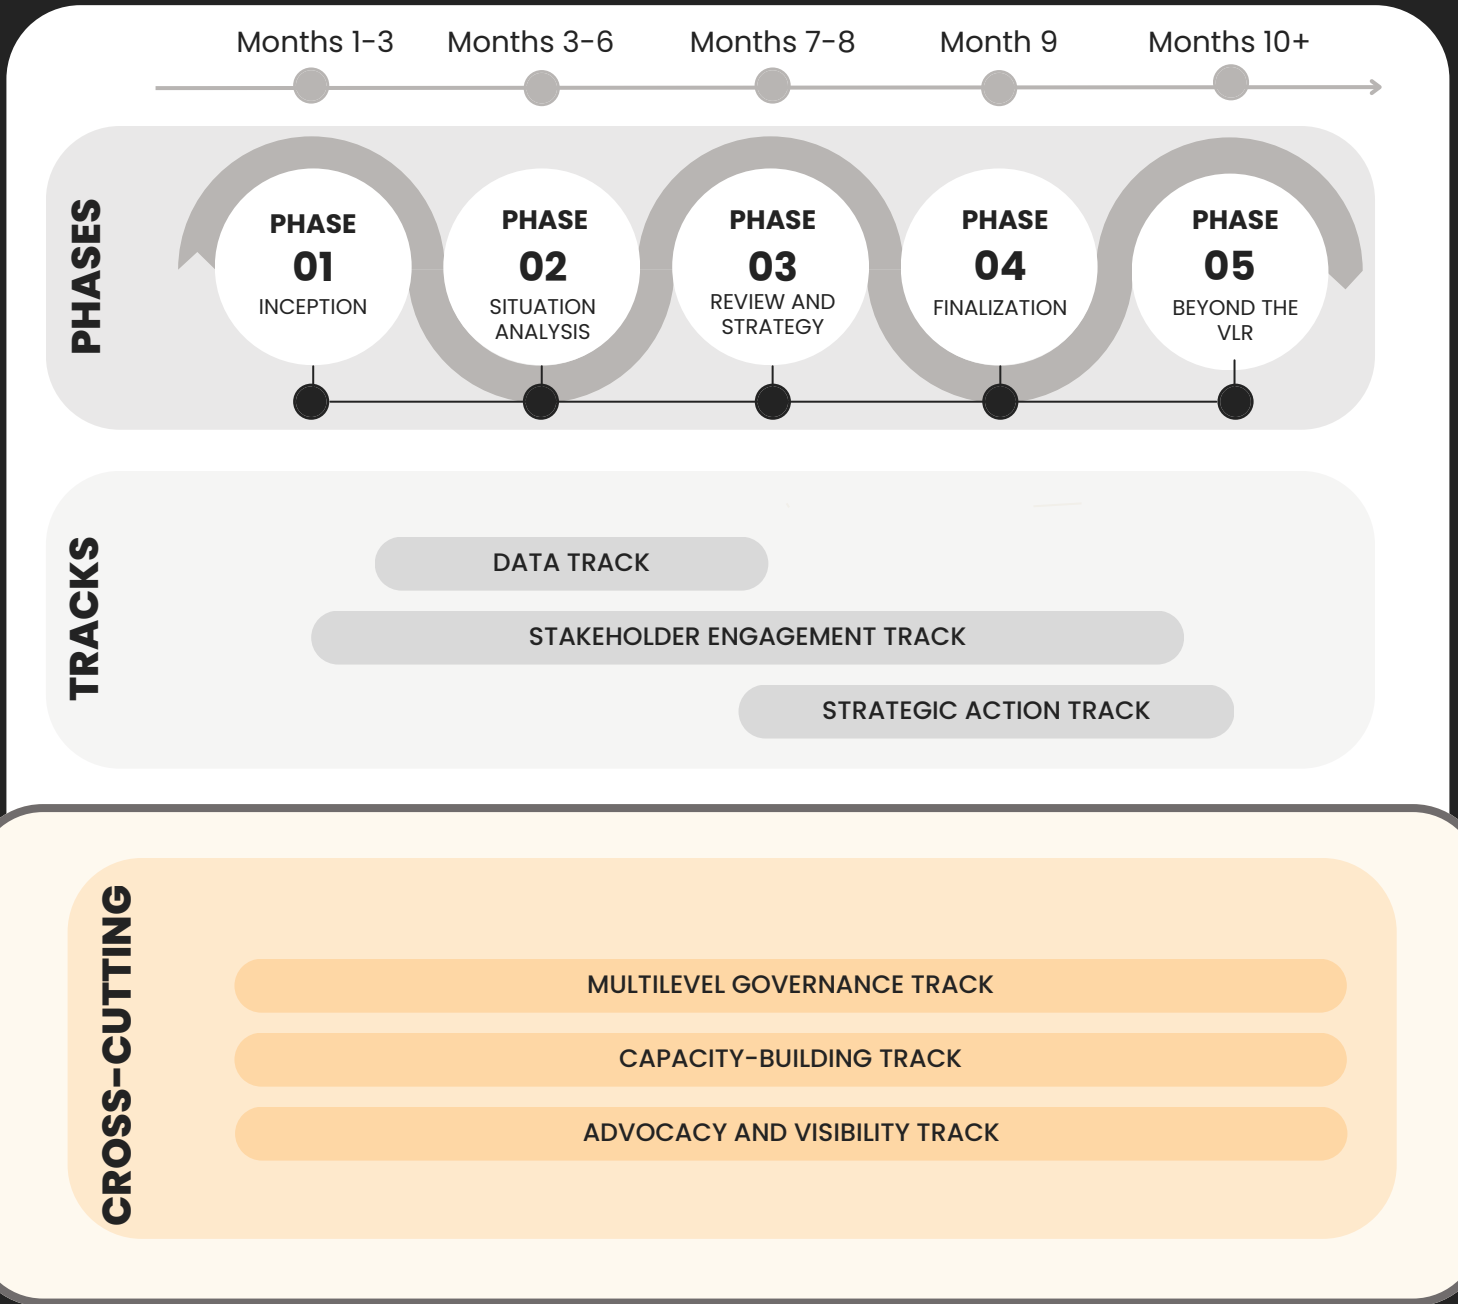 Months 1-3
Months 3-6
Months 7-8
Month 9
Months 10+
PHASES
PHASE
01
INCEPTION
PHASE
02
SITUATION
ANALYSIS
PHASE
03
REVIEW AND
STRATEGY
PHASE
04
FINALIZATION
PHASE
05
BEYOND THE
VLR
TRACKS
DATA TRACK
STAKEHOLDER ENGAGEMENT TRACK
STRATEGIC ACTION TRACK
CROSS-CUTTING
MULTILEVEL GOVERNANCE TRACK
CAPACITY-BUILDING TRACK
ADVOCACY AND VISIBILITY TRACK